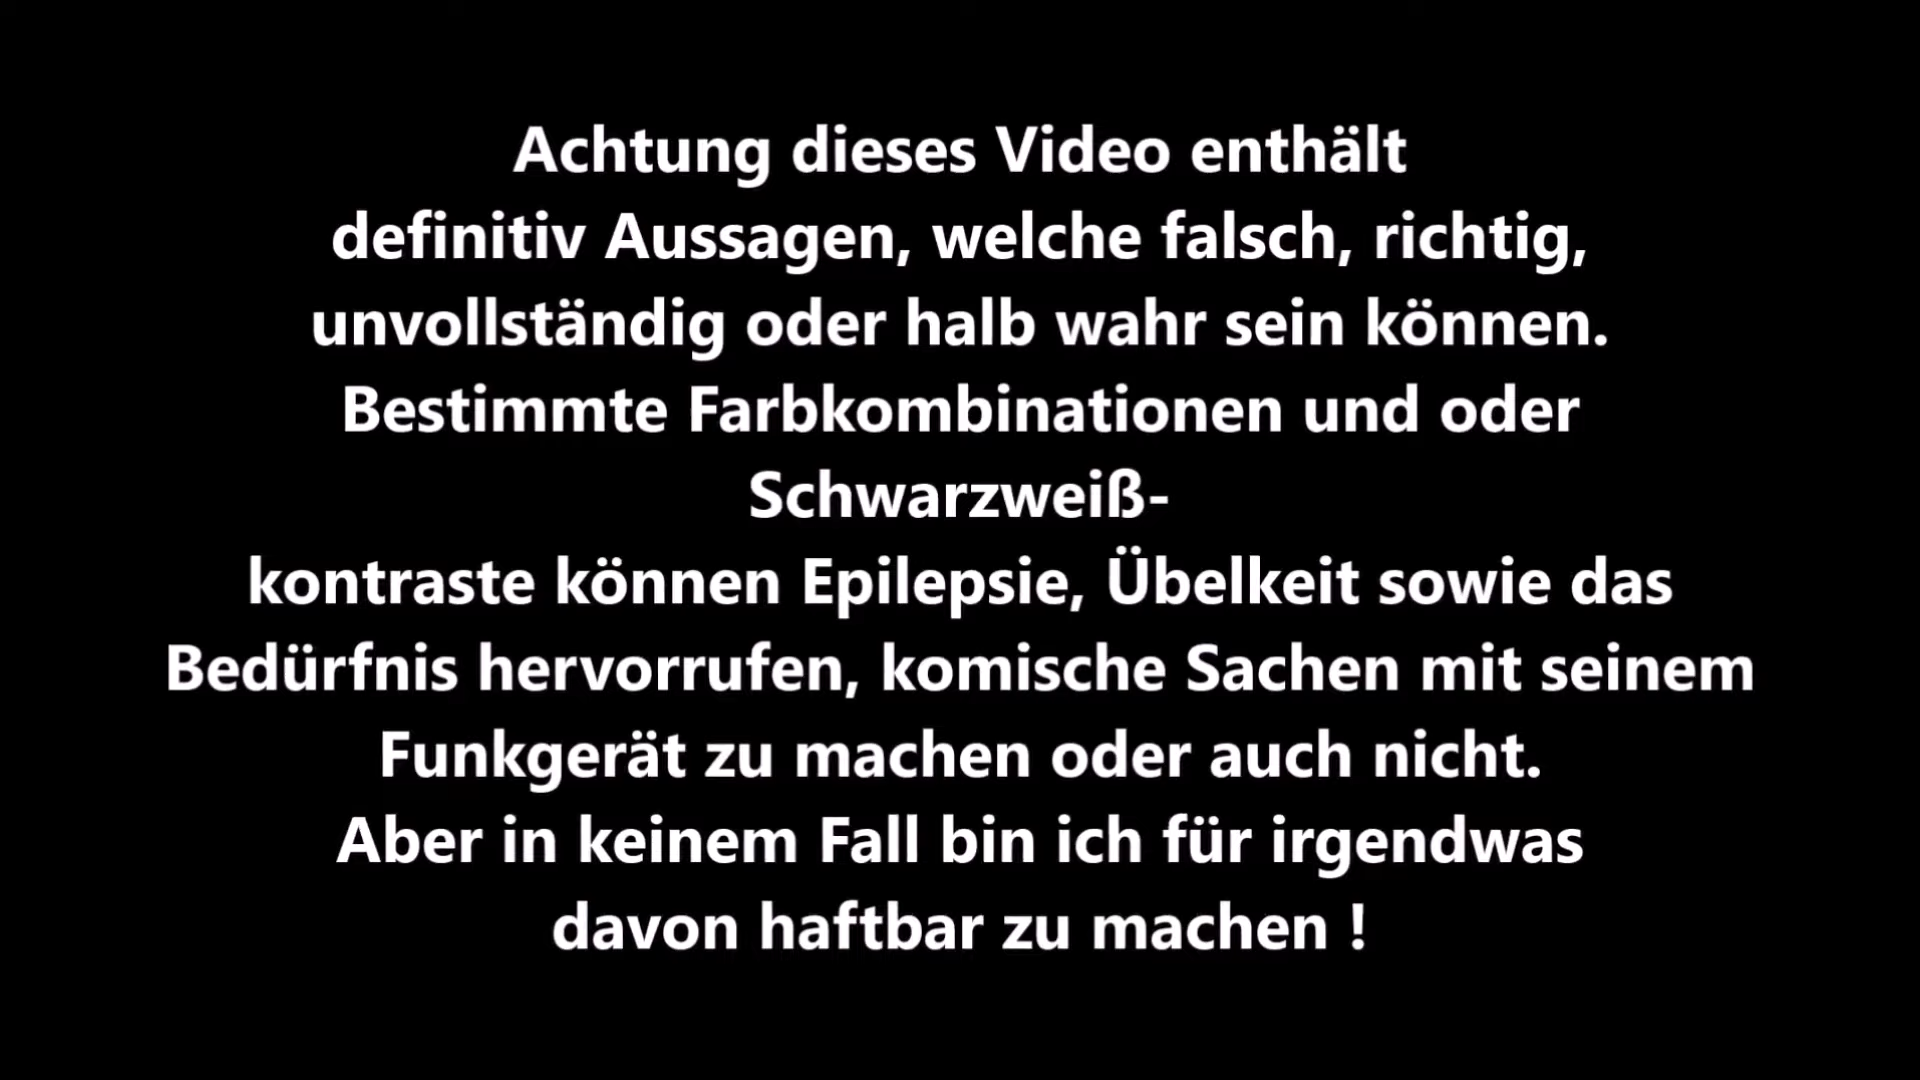 Achtung dieses Video enthält
definitiv Aussagen, welche falsch, richtig,
unvollständig oder halb wahr sein können.
Bestimmte Farbkombinationen und oder
Schwarzweiß-
kontraste können Epilepsie, Übelkeit sowie das
Bedürfnis hervorrufen, komische Sachen mit seinem
Funkgerät zu machen oder auch nicht.
Aber in keinem Fall bin ich für irgendwas
davon haftbar zu machen !